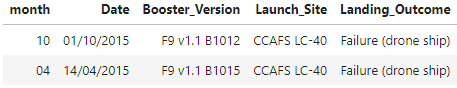 month Date Booster_Version Launch_Site Landing_Outcome
10 01/10/2015 F9 v1.1 B1012 CCAFS LC-40 Failure (drone ship)
04 14/04/2015 F9 v1.1 B1015 CCAFS LC-40 Failure (drone ship)